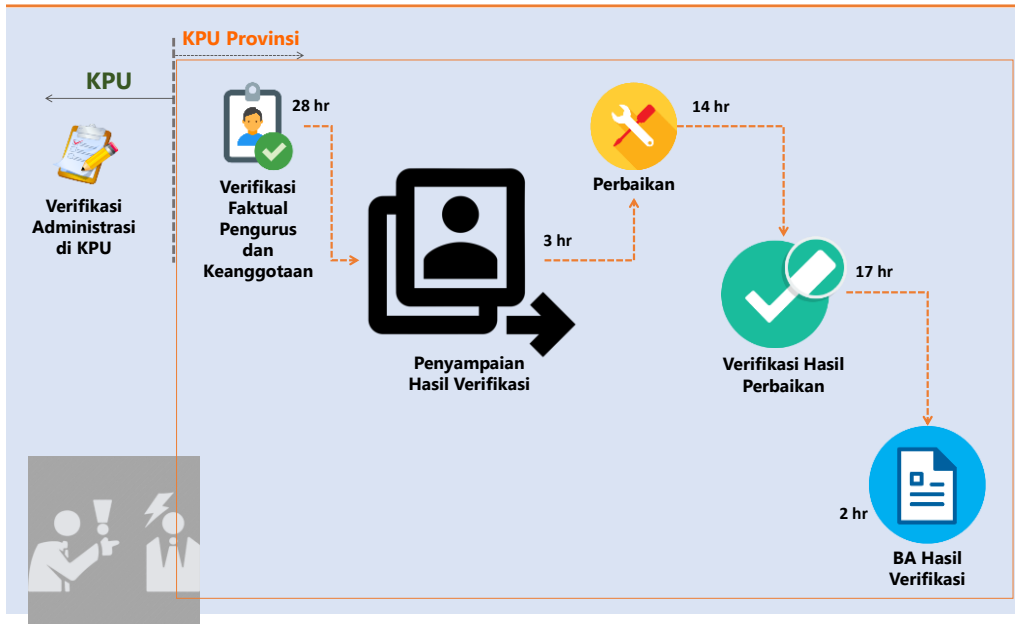 KPU Provinsi
KPU
Verifikasi
Administrasi
di KPU
28 hr
Verifikasi
Faktual
Pengurus
dan
Keanggotaan
3 hr
Penyampaian
Hasil Verifikasi
14 hr
Perbaikan
17 hr
Verifikasi Hasil
Perbaikan
2 hr
BA Hasil
Verifikasi